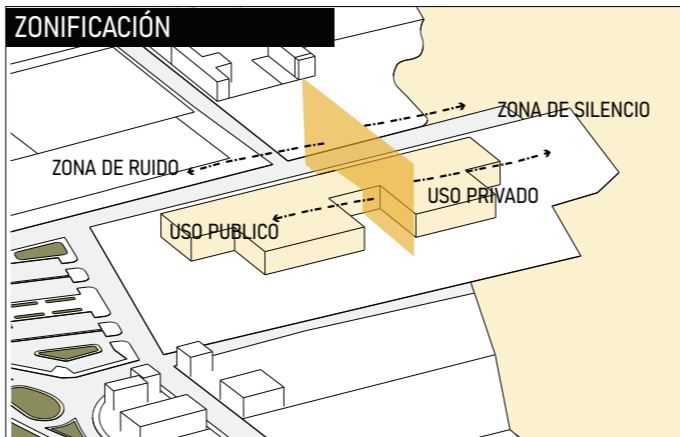 ZONIFICACIÓN
ZONA DE SILENCIO
ZONA DE RUIDO
USO PRIVADO
USO PUBLICO